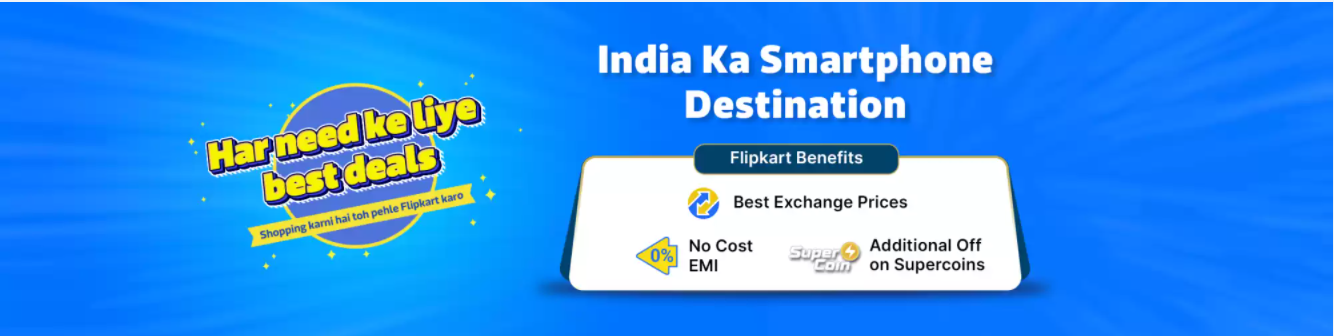 Har need ke liye
best deals
Shopping karni hai toh pehle Flipkart karo
India Ka Smartphone
Destination
Flipkart Benefits
Best Exchange Prices
0%
No Cost
EMI
Super
Coin
Additional Off
on Supercoins